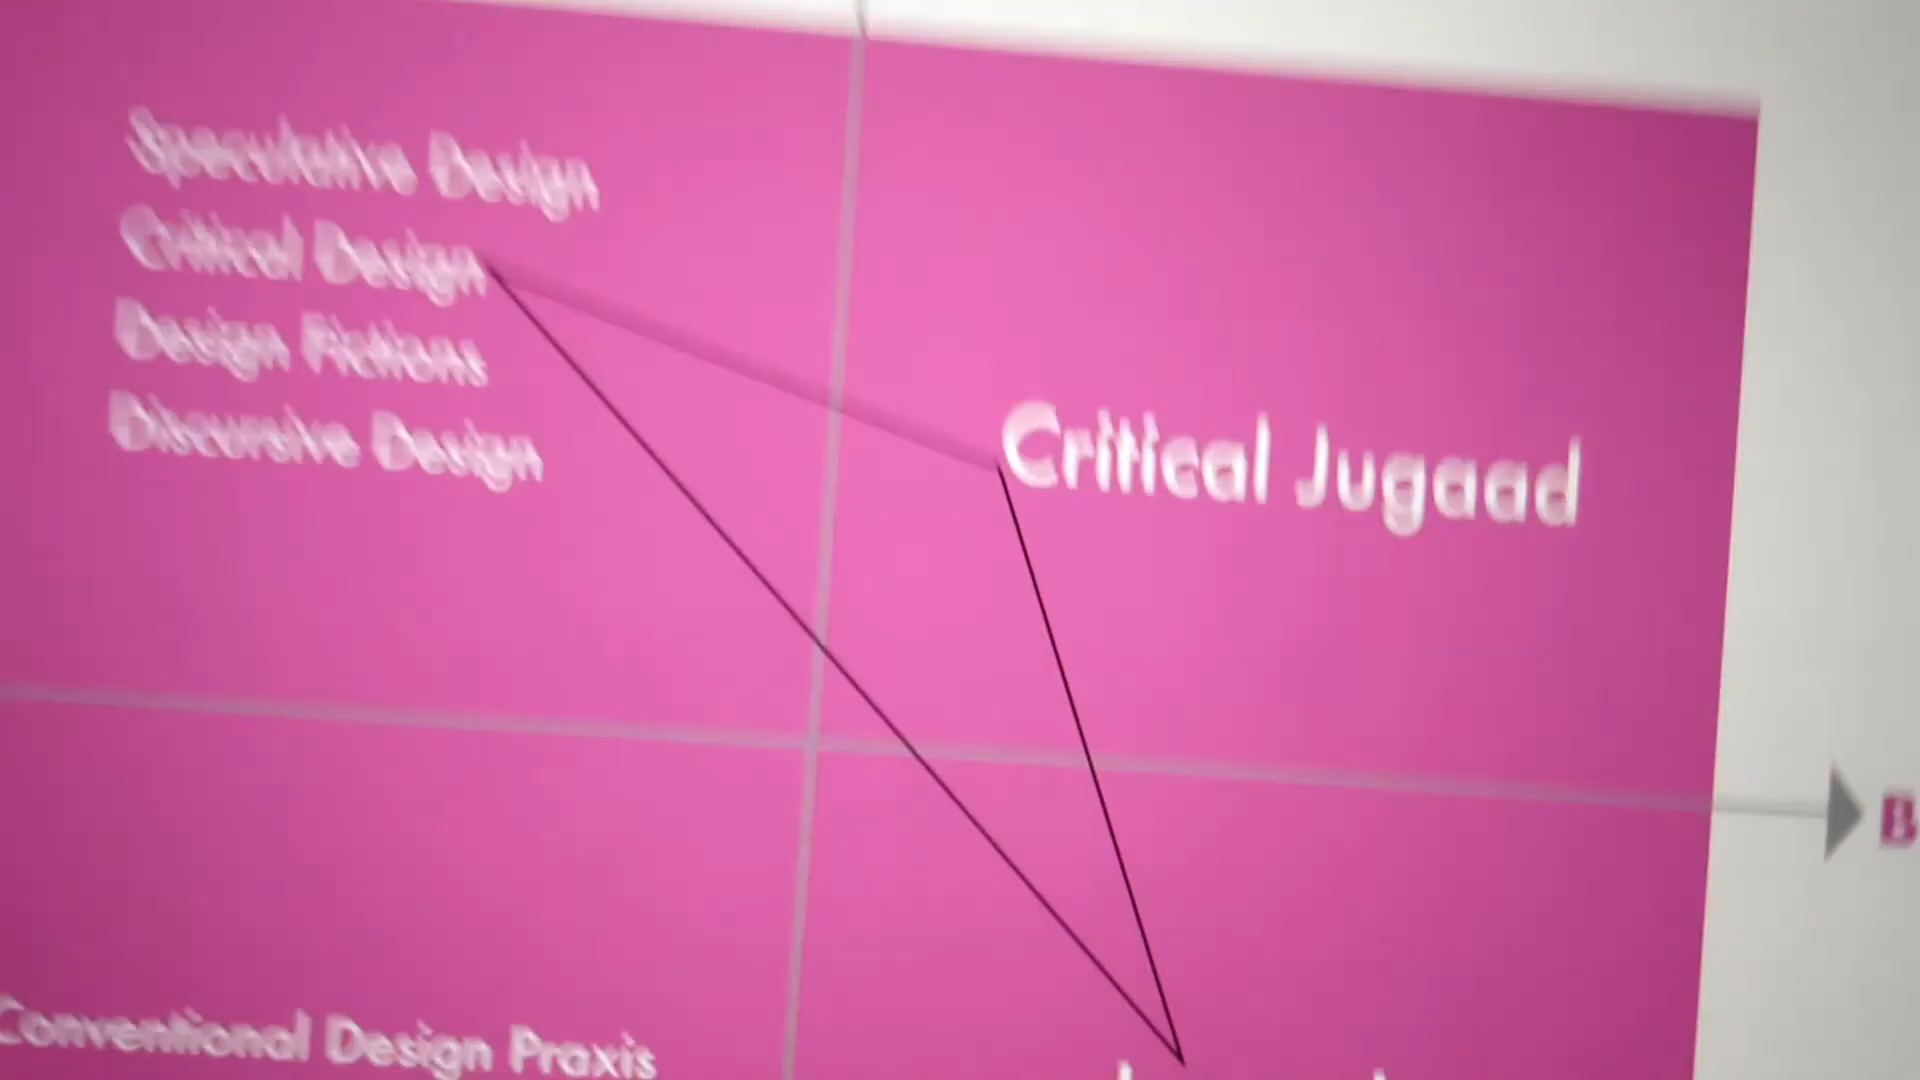 Speculative Design
Critical Design
Design Fictions
Discursive Design
Critical Jugaad
B
Conventional Design Praxis